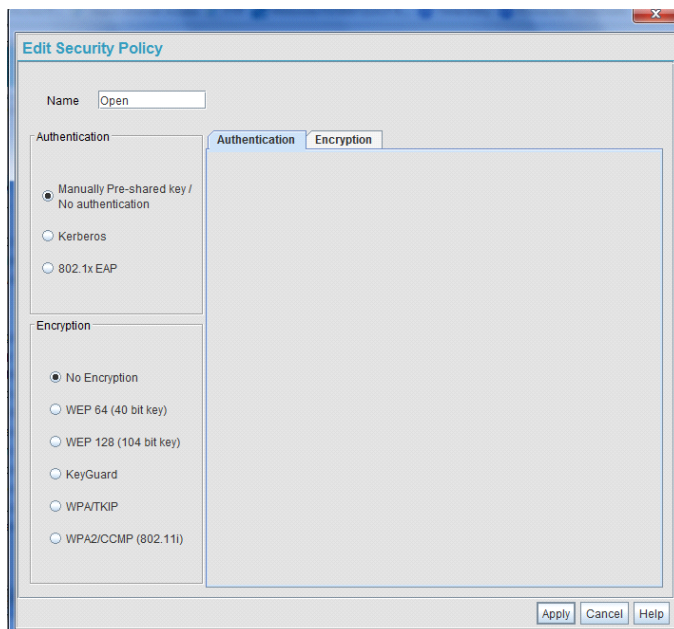 Edit Security Policy
Name Open
Authentication
Authentication Encryption
Manually Pre-shared key /
No authentication
Kerberos
802.1x EAP
Encryption
No Encryption
WEP 64 (40 bit key)
WEP 128 (104 bit key)
KeyGuard
WPA/TKIP
WPA2/CCMP (802.11i)
Apply Cancel Help